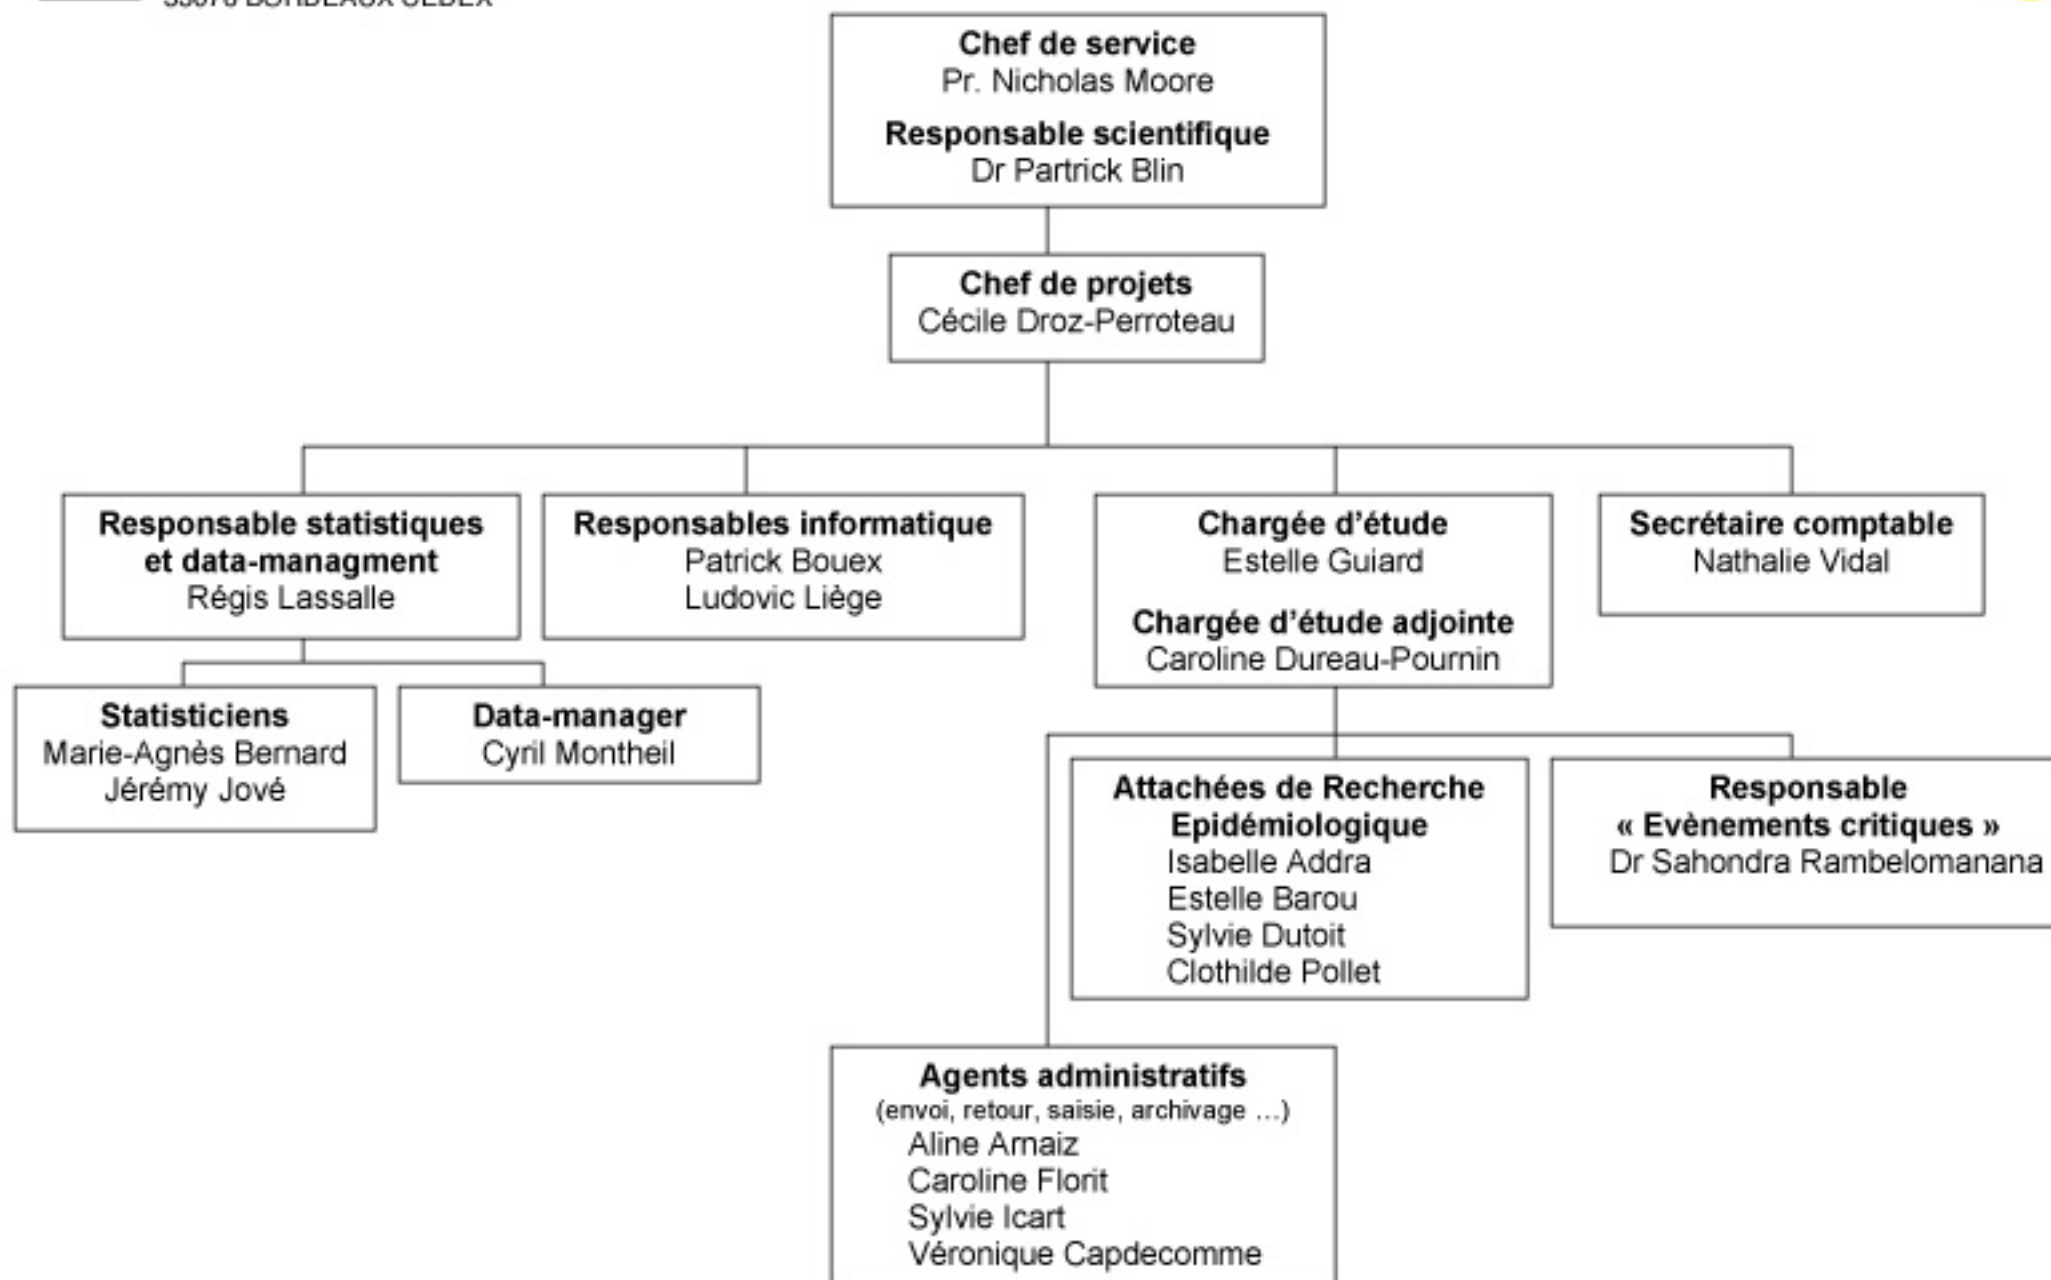 33076 BORDEAUX CEDEX
Chef de service
Pr. Nicholas Moore
Responsable scientifique
Dr Partrick Blin
Chef de projets
Cécile Droz-Perroteau
Responsable statistiques
et data-managment
Régis Lassalle
Responsables informatique
Patrick Bouex
Ludovic Liège
Chargée d’étude
Estelle Guiard
Chargée d’étude adjointe
Caroline Dureau-Pournin
Secrétaire comptable
Nathalie Vidal
Statisticiens
Marie-Agnès Bernard
Jérémy Jové
Data-manager
Cyril Montheil
Attachées de Recherche
Epidémiologique
Isabelle Addra
Estelle Barou
Sylvie Dutoit
Clothilde Pollet
Responsable
« Evènements critiques »
Dr Sahondra Rambelomanana
Agents administratifs
(envoi, retour, saisie, archivage ...)
Aline Arnaiz
Caroline Florit
Sylvie Icart
Véronique Capdecomme